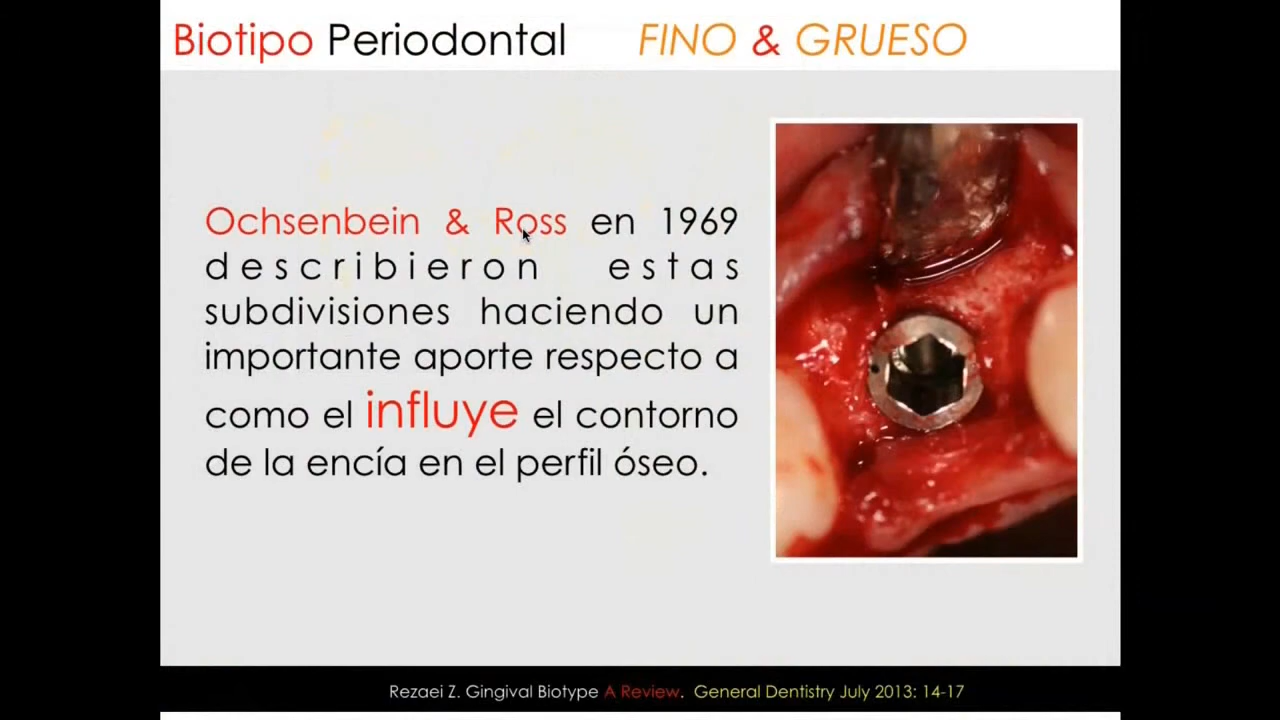 Biotipo Periodontal FINO & GRUESO
Ochsenbein & Ross en 1969
describieron estas
subdivisiones haciendo un
importante aporte respecto a
como el influye el contorno
de la encía en el perfil óseo.
Rezaei Z. Gingival Biotype A Review. General Dentistry July 2013: 14-17